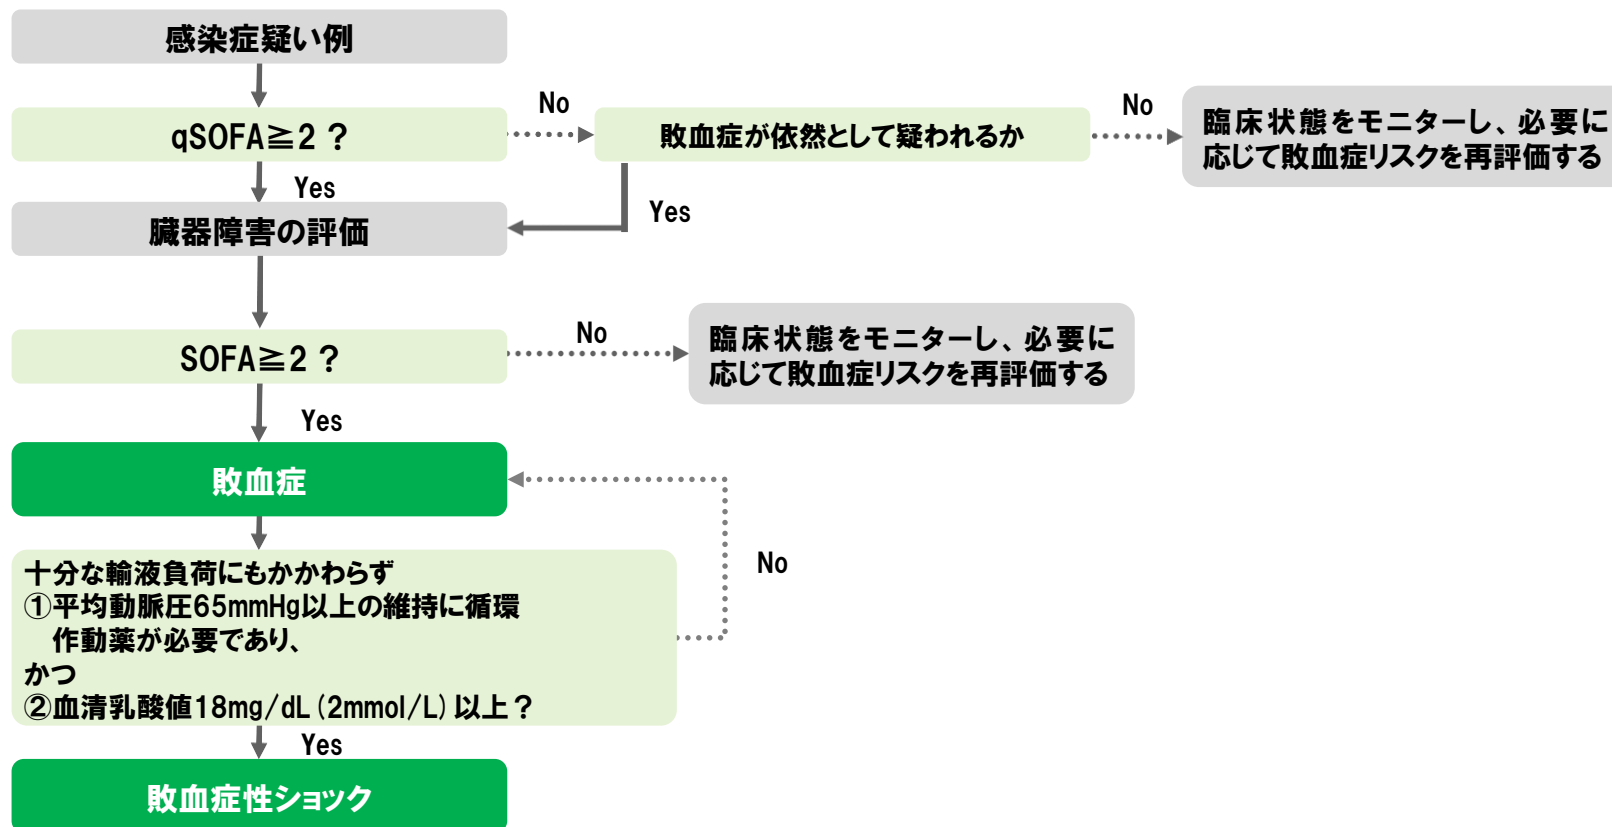 感染症疑い例
qSOFA≧2 ?
No
敗血症が依然として疑われるか
No
臨床状態をモニターし、必要に
応じて敗血症リスクを再評価する
Yes
Yes
臓器障害の評価
SOFA≧2 ?
No
臨床状態をモニターし、必要に
応じて敗血症リスクを再評価する
Yes
敗血症
十分な輸液負荷にもかかわらず
①平均動脈圧65mmHg以上の維持に循環
作動薬が必要であり、
かつ
②血清乳酸値18mg/dL(2mmol/L)以上?
No
Yes
敗血症性ショック